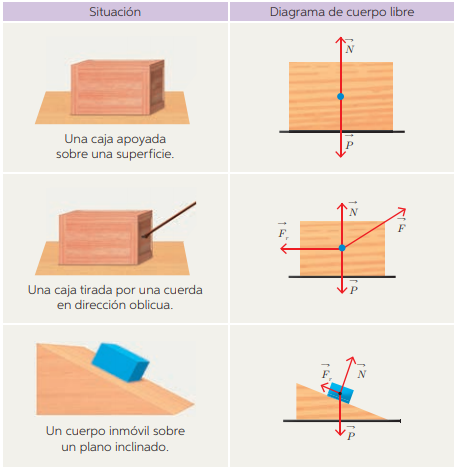 Situación
Diagrama de cuerpo libre
Una caja apoyada
sobre una superficie.
N
P
Una caja tirada por una cuerda
en dirección oblicua.
N
F
Fr
P
Un cuerpo inmóvil sobre
un plano inclinado.
Fr
N
P